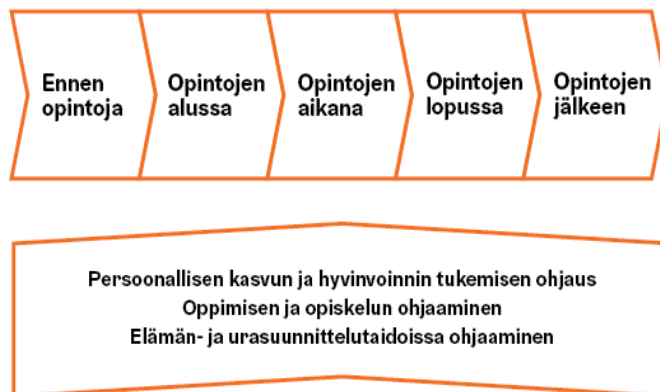 Ennen
opintoja
Opintojen
alussa
Opintojen
aikana
Opintojen
lopussa
Opintojen
jälkeen
Persoonallisen kasvun ja hyvinvoinnin tukemisen ohjaus
Oppimisen ja opiskelun ohjaaminen
Elämän- ja urasuunnittelutaidoissa ohjaaminen